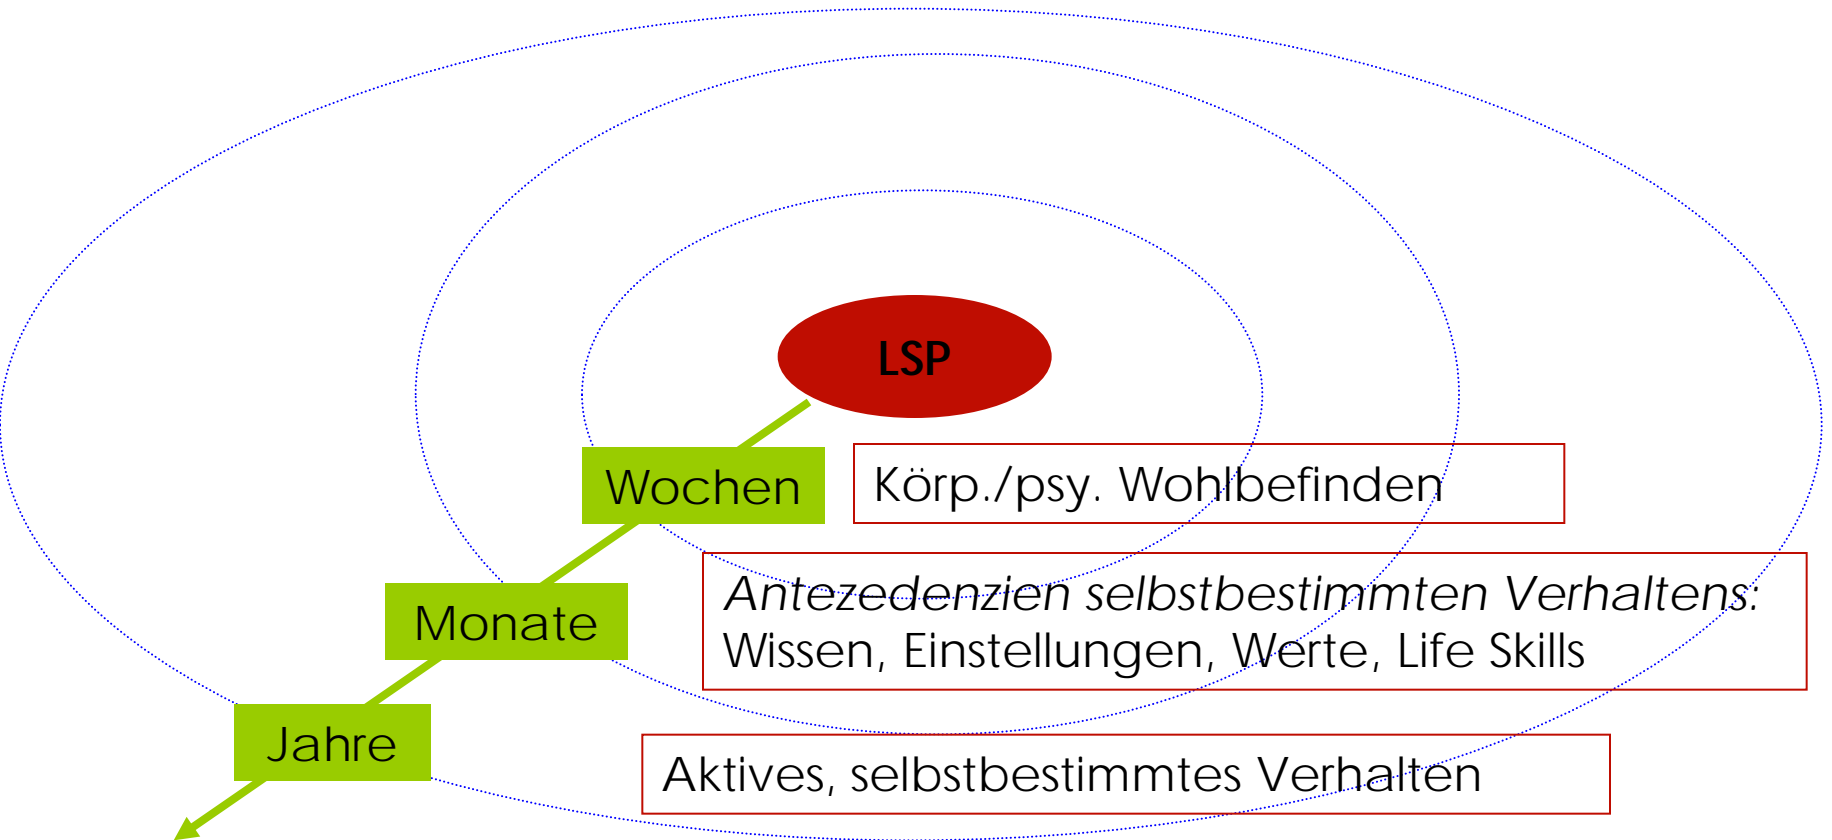 LSP
Wochen
Körp./psy. Wohlbefinden
Monate
Antezedenzien selbstbestimmten Verhaltens:
Wissen, Einstellungen, Werte, Life Skills
Jahre
Aktives, selbstbestimmtes Verhalten